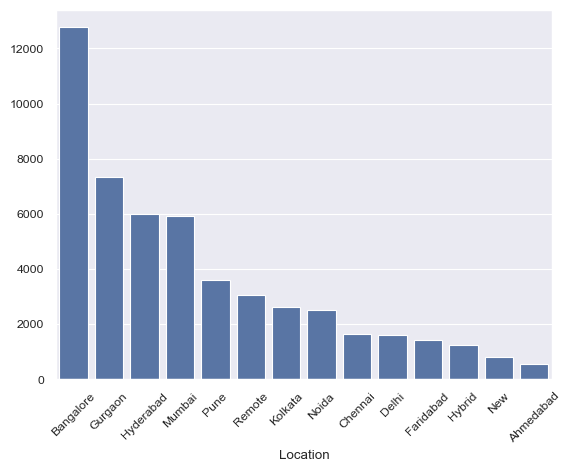 12000
10000
8000
6000
4000
2000
0
Bangalore
Gurgaon
Hyderabad
Mumbai
Pune
Remote
Kolkata
Noida
Chennai
Delhi
Faridabad
Hybrid
New
Ahmedabad
Location